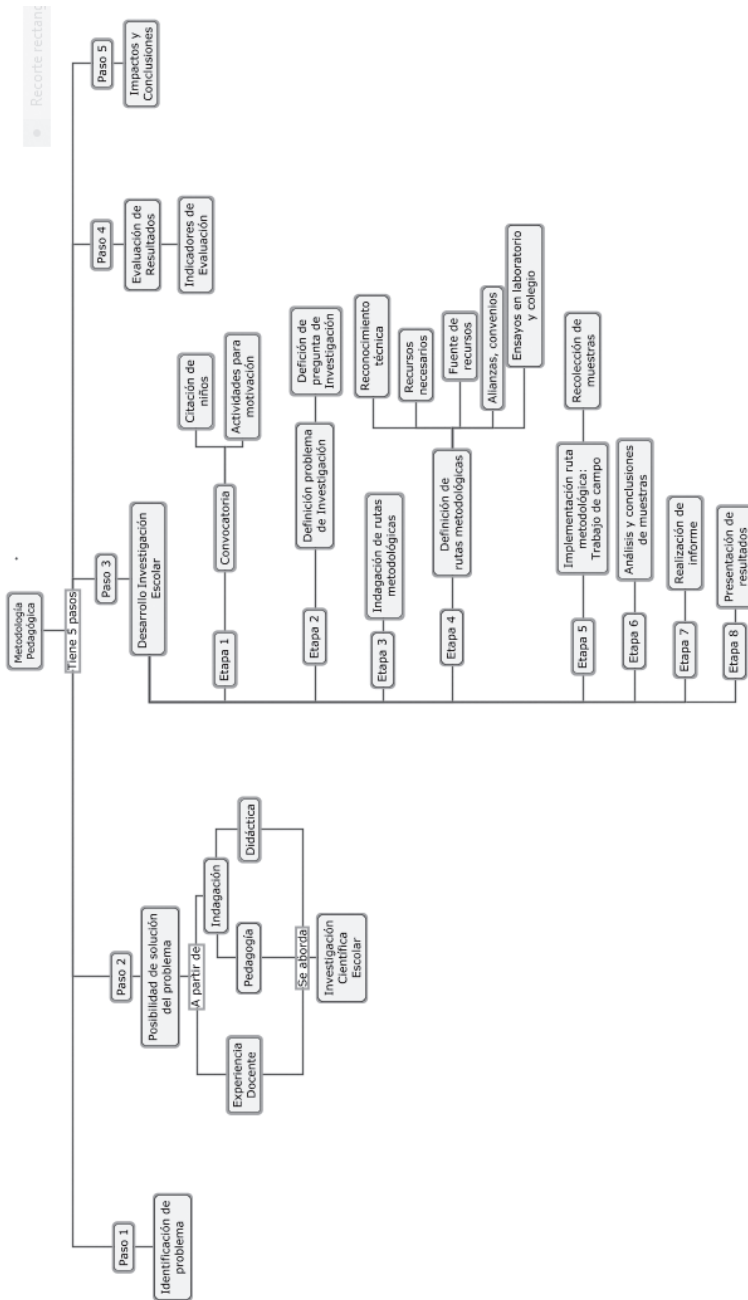 Recorte rectang
Metodología
Pedagógica
Tiene 5 pasos
Paso 1
Identificación de
problema
Paso 2
Posibilidad de solución
del problema
A partir de
Experiencia
Docente
Indagación
Pedagogía
Didáctica
Se aborda
Investigación
Científica
Escolar
Paso 3
Desarrollo Investigación
Escolar
Etapa 1
Convocatoria
Citación de
niños
Actividades para
motivación
Etapa 2
Definición problema
de Investigación
Defición de
pregunta de
Investigación
Etapa 3
Indagación de rutas
metodológicas
Etapa 4
Definición de
rutas metodológicas
Reconocimiento
técnica
Recursos
necesarios
Fuente de
recursos
Alianzas, convenios
Ensayos en laboratorio
y colegio
Etapa 5
Implementación ruta
metodológica:
Trabajo de campo
Recolección de
muestras
Etapa 6
Análisis y conclusiones
de muestras
Etapa 7
Realización de
informe
Etapa 8
Presentación de
resultados
Paso 4
Evaluación de
Resultados
Indicadores de
Evaluación
Paso 5
Impactos y
Conclusiones